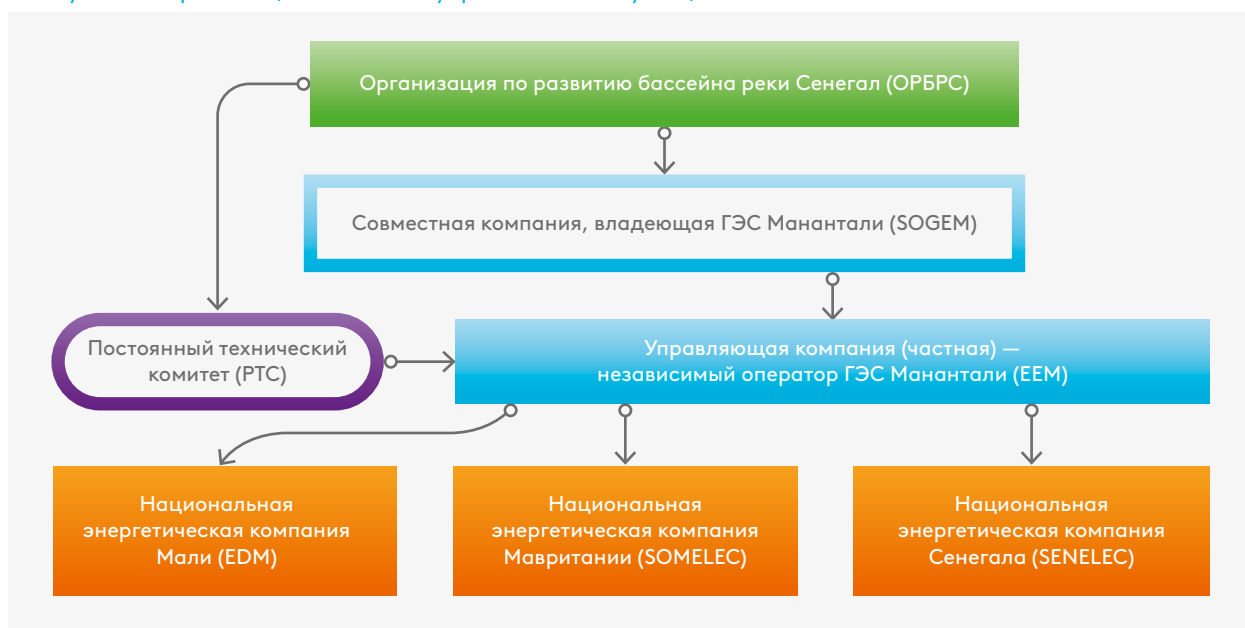 Организация по развитию бассейна реки Сенегал (ОРБРС)
Совместная компания, владеющая ГЭС Манантали (SOGEM)
Постоянный технический
комитет (PTC)
Управляющая компания (частная) —
независимый оператор ГЭС Манантали (EEM)
Национальная
энергетическая компания
Мали (EDM)
Национальная
энергетическая компания
Мавритании (SOMELEC)
Национальная
энергетическая компания
Сенегала (SENELEC)